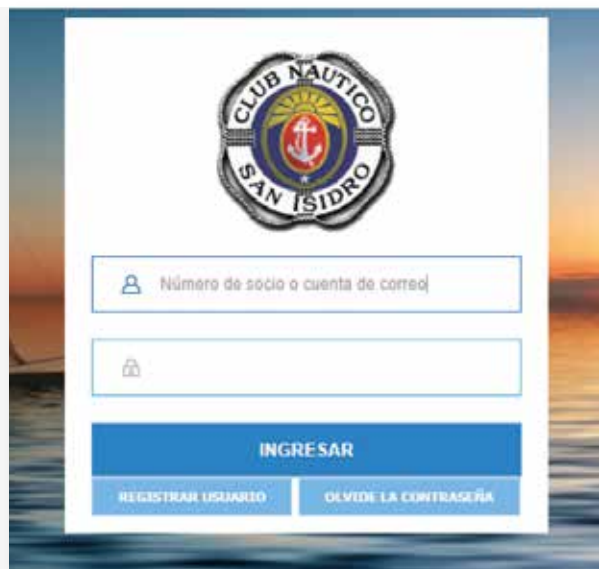 CLUB NAUTICO
SAN ISIDRO
Número de socio o cuenta de correo
INGRESAR
REGISTRAR USUARIO
OLVIDE LA CONTRASEÑA